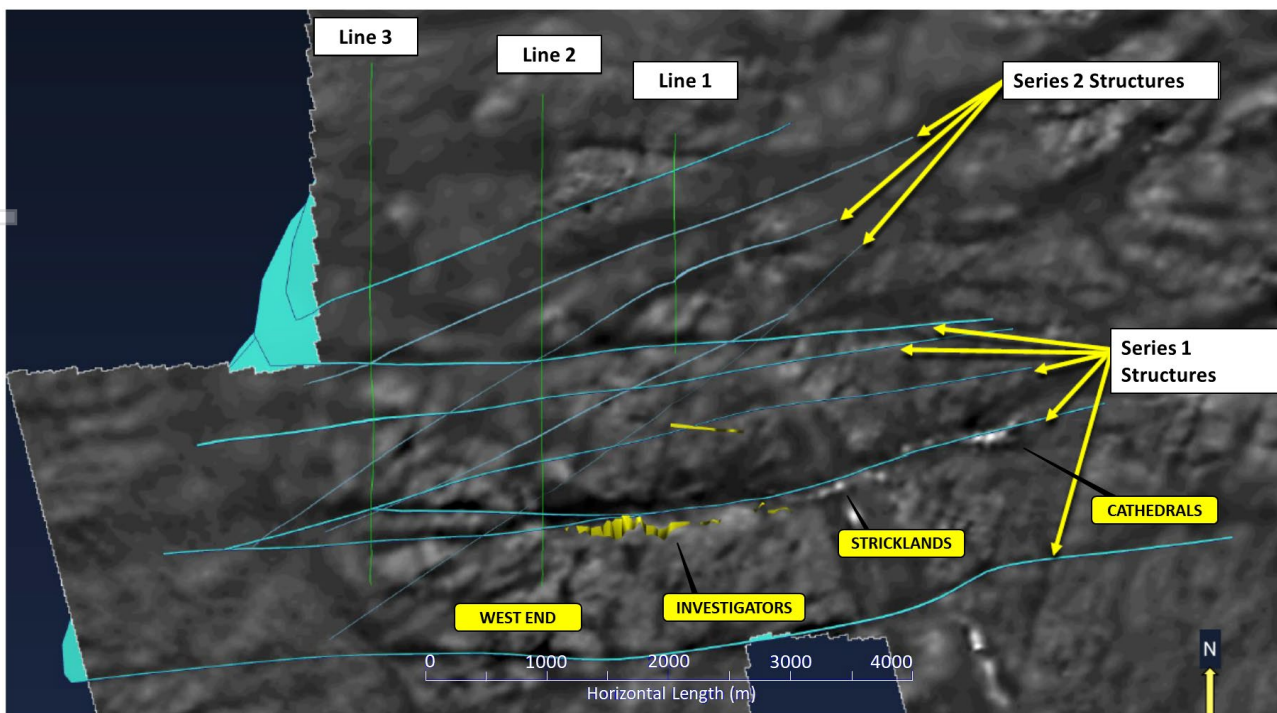 Line 3
Line 2
Line 1
Series 2 Structures
Series 1
Structures
CATHEDRALS
STRICKLANDS
INVESTIGATORS
WEST END
0 1000 2000 3000 4000
Horizontal Length (m)
N